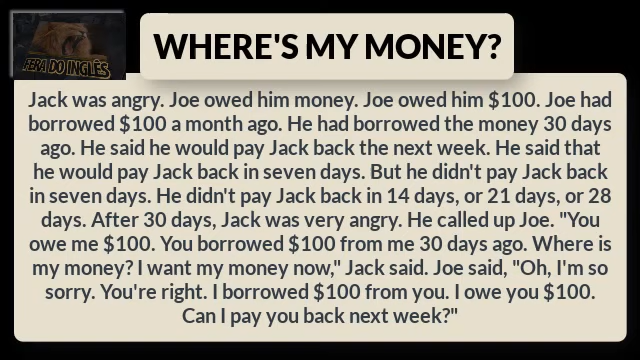 FERA DO INGLÊS
WHERE'S MY MONEY?
Jack was angry. Joe owed him money. Joe owed him $100. Joe had
borrowed $100 a month ago. He had borrowed the money 30 days
ago. He said he would pay Jack back the next week. He said that
he would pay Jack back in seven days. But he didn't pay Jack back
in seven days. He didn't pay Jack back in 14 days, or 21 days, or 28
days. After 30 days, Jack was very angry. He called up Joe. "You
owe me $100. You borrowed $100 from me 30 days ago. Where is
my money? I want my money now," Jack said. Joe said, "Oh, I'm so
sorry. You're right. I borrowed $100 from you. I owe you $100.
Can I pay you back next week?"